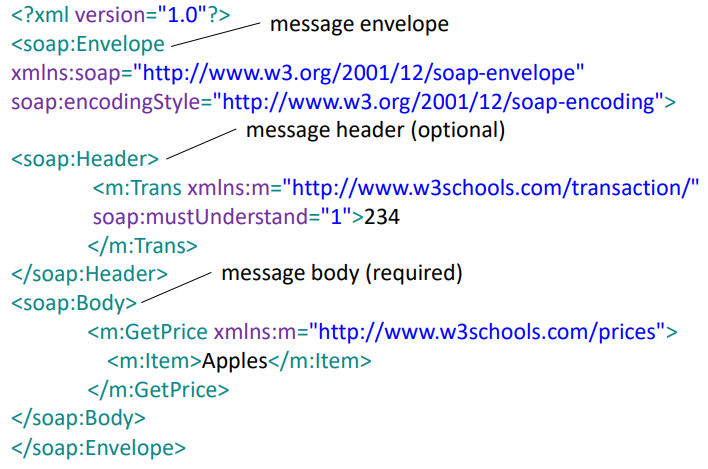 <?xml version="1.0"?>
message envelope
<soap:Envelope
xmlns:soap="http://www.w3.org/2001/12/soap-envelope"
soap:encodingStyle="http://www.w3.org/2001/12/soap-encoding">
message header (optional)
<soap:Header>
<m:Trans xmlns:m="http://www.w3schools.com/transaction/"
soap:mustUnderstand="1">234
</m:Trans>
</soap:Header>
message body (required)
<soap:Body>
<m:GetPrice xmlns:m="http://www.w3schools.com/prices">
<m:Item>Apples</m:Item>
</m:GetPrice>
</soap:Body>
</soap:Envelope>